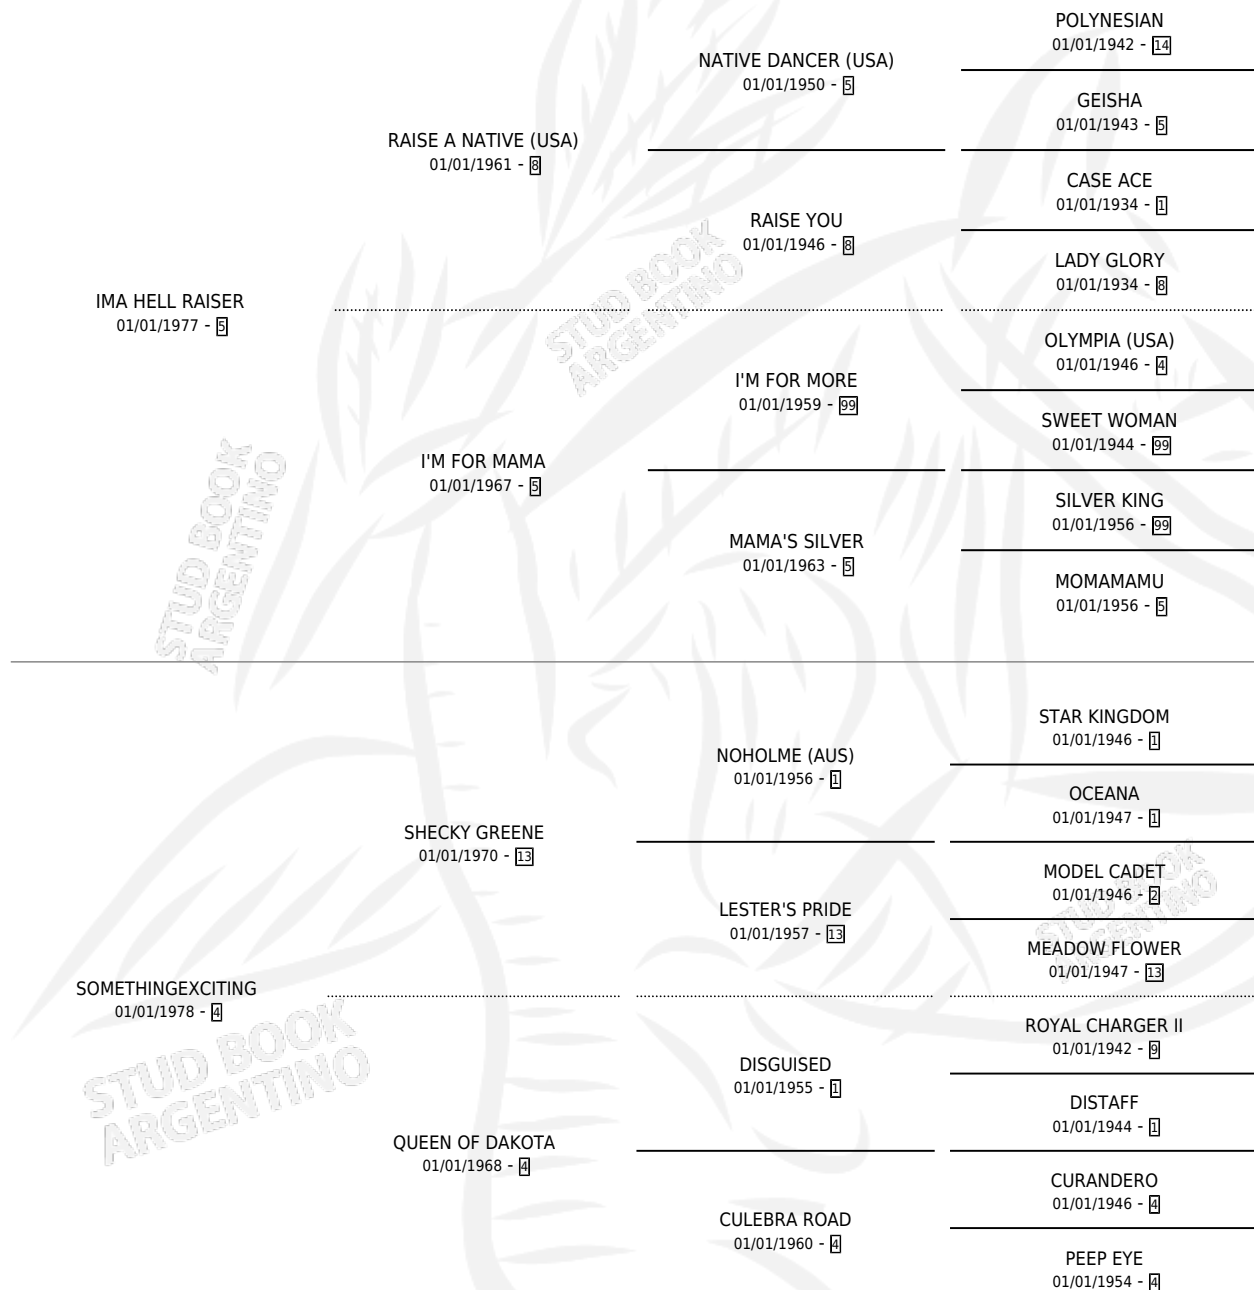 POLYNESIAN
01/01/1942 - 14
NATIVE DANCER (USA)
01/01/1950 - 5
GEISHA
01/01/1943 - 5
RAISE A NATIVE (USA)
01/01/1961 - 8
CASE ACE
01/01/1934 - 1
RAISE YOU
01/01/1946 - 8
LADY GLORY
01/01/1934 - 8
IMA HELL RAISER
01/01/1977 - 5
OLYMPIA (USA)
01/01/1946 - 4
I'M FOR MORE
01/01/1959 - 99
SWEET WOMAN
01/01/1944 - 99
I'M FOR MAMA
01/01/1967 - 5
SILVER KING
01/01/1956 - 99
MAMA'S SILVER
01/01/1963 - 5
MOMAMAMU
01/01/1956 - 5
STAR KINGDOM
01/01/1946 - 1
NOHOLME (AUS)
01/01/1956 - 1
OCEANA
01/01/1947 - 1
SHECKY GREENE
01/01/1970 - 13
MODEL CADET
01/01/1946 - 2
LESTER'S PRIDE
01/01/1957 - 13
MEADOW FLOWER
01/01/1947 - 13
SOMETHINGEXCITING
01/01/1978 - 4
ROYAL CHARGER II
01/01/1942 - 9
DISGUISED
01/01/1955 - 1
DISTAFF
01/01/1944 - 1
QUEEN OF DAKOTA
01/01/1968 - 4
CURANDERO
01/01/1946 - 4
CULEBRA ROAD
01/01/1960 - 4
PEEP EYE
01/01/1954 - 4
STUD BOOK
ARGENTINO
STUD BOOK
ARGENTINO
STUD BOOK
ARGENTINO
STUD BOOK
ARGENTINO